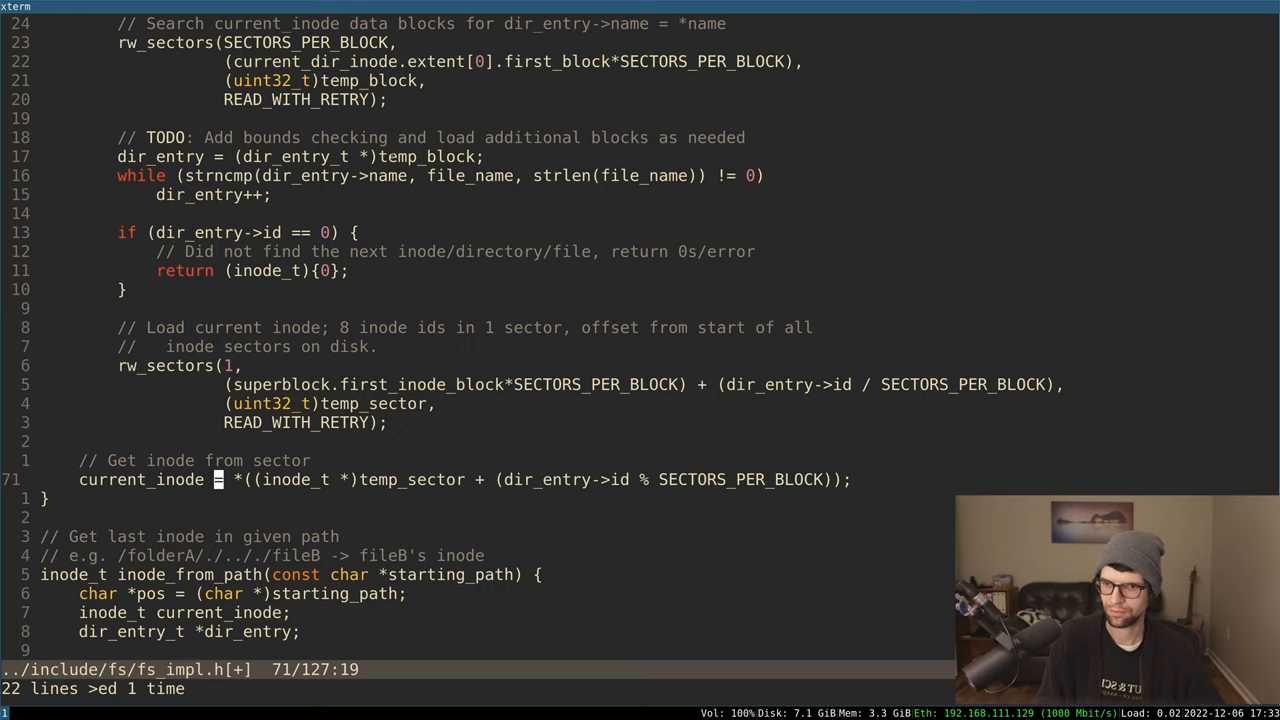 xterm
24 // Search current_inode data blocks for dir_entry->name = *name
23 rw_sectors(SECTORS_PER_BLOCK,
22 (current_dir_inode.extent[0].first_block*SECTORS_PER_BLOCK),
21 (uint32_t)temp_block,
20 READ_WITH_RETRY);
19
18 // TODO: Add bounds checking and load additional blocks as needed
17 dir_entry = (dir_entry_t *)temp_block;
16 while (strncmp(dir_entry->name, file_name, strlen(file_name)) != 0)
15 dir_entry++;
14
13 if (dir_entry->id == 0) {
12 // Did not find the next inode/directory/file, return 0s/error
11 return (inode_t){0};
10 }
9
8 // Load current inode; 8 inode ids in 1 sector, offset from start of all
7 // inode sectors on disk.
6 rw_sectors(1,
5 (superblock.first_inode_block*SECTORS_PER_BLOCK) + (dir_entry->id / SECTORS_PER_BLOCK),
4 (uint32_t)temp_sector,
3 READ_WITH_RETRY);
2
1 // Get inode from sector
71 current_inode = *((inode_t *)temp_sector + (dir_entry->id % SECTORS_PER_BLOCK));
1 }
2
3 // Get last inode in given path
4 // e.g. /folderA/./.././fileB -> fileB's inode
5 inode_t inode_from_path(const char *starting_path) {
6 char *pos = (char *)starting_path;
7 inode_t current_inode;
8 dir_entry_t *dir_entry;
9
../include/fs/fs_impl.h[+] 71/127:19
22 lines >ed 1 time
1 Vol: 100% Disk: 7.1 GiB Mem: 3.3 GiB Eth: 192.168.111.129 (1000 Mbit/s) Load: 0.02 2022-12-06 17:33